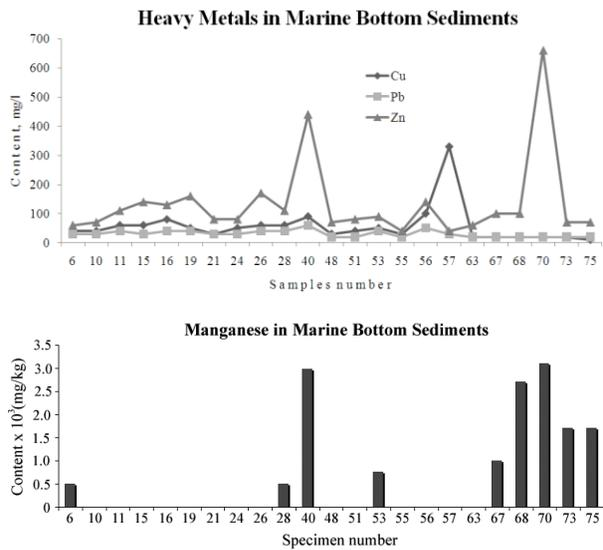 Heavy Metals in Marine Bottom Sediments
700
600
500
400
300
200
100
0
Content, mg/l
Cu
Pb
Zn
6 10 11 15 16 19 21 24 26 28 40 48 51 53 55 56 57 63 67 68 70 73 75
Samples number
Manganese in Marine Bottom Sediments
3.5
3.0
2.5
2.0
1.5
1.0
0.5
0
Content x 10³(mg/kg)
6 10 11 15 16 19 21 24 26 28 40 48 51 53 55 56 57 63 67 68 70 73 75
Specimen number